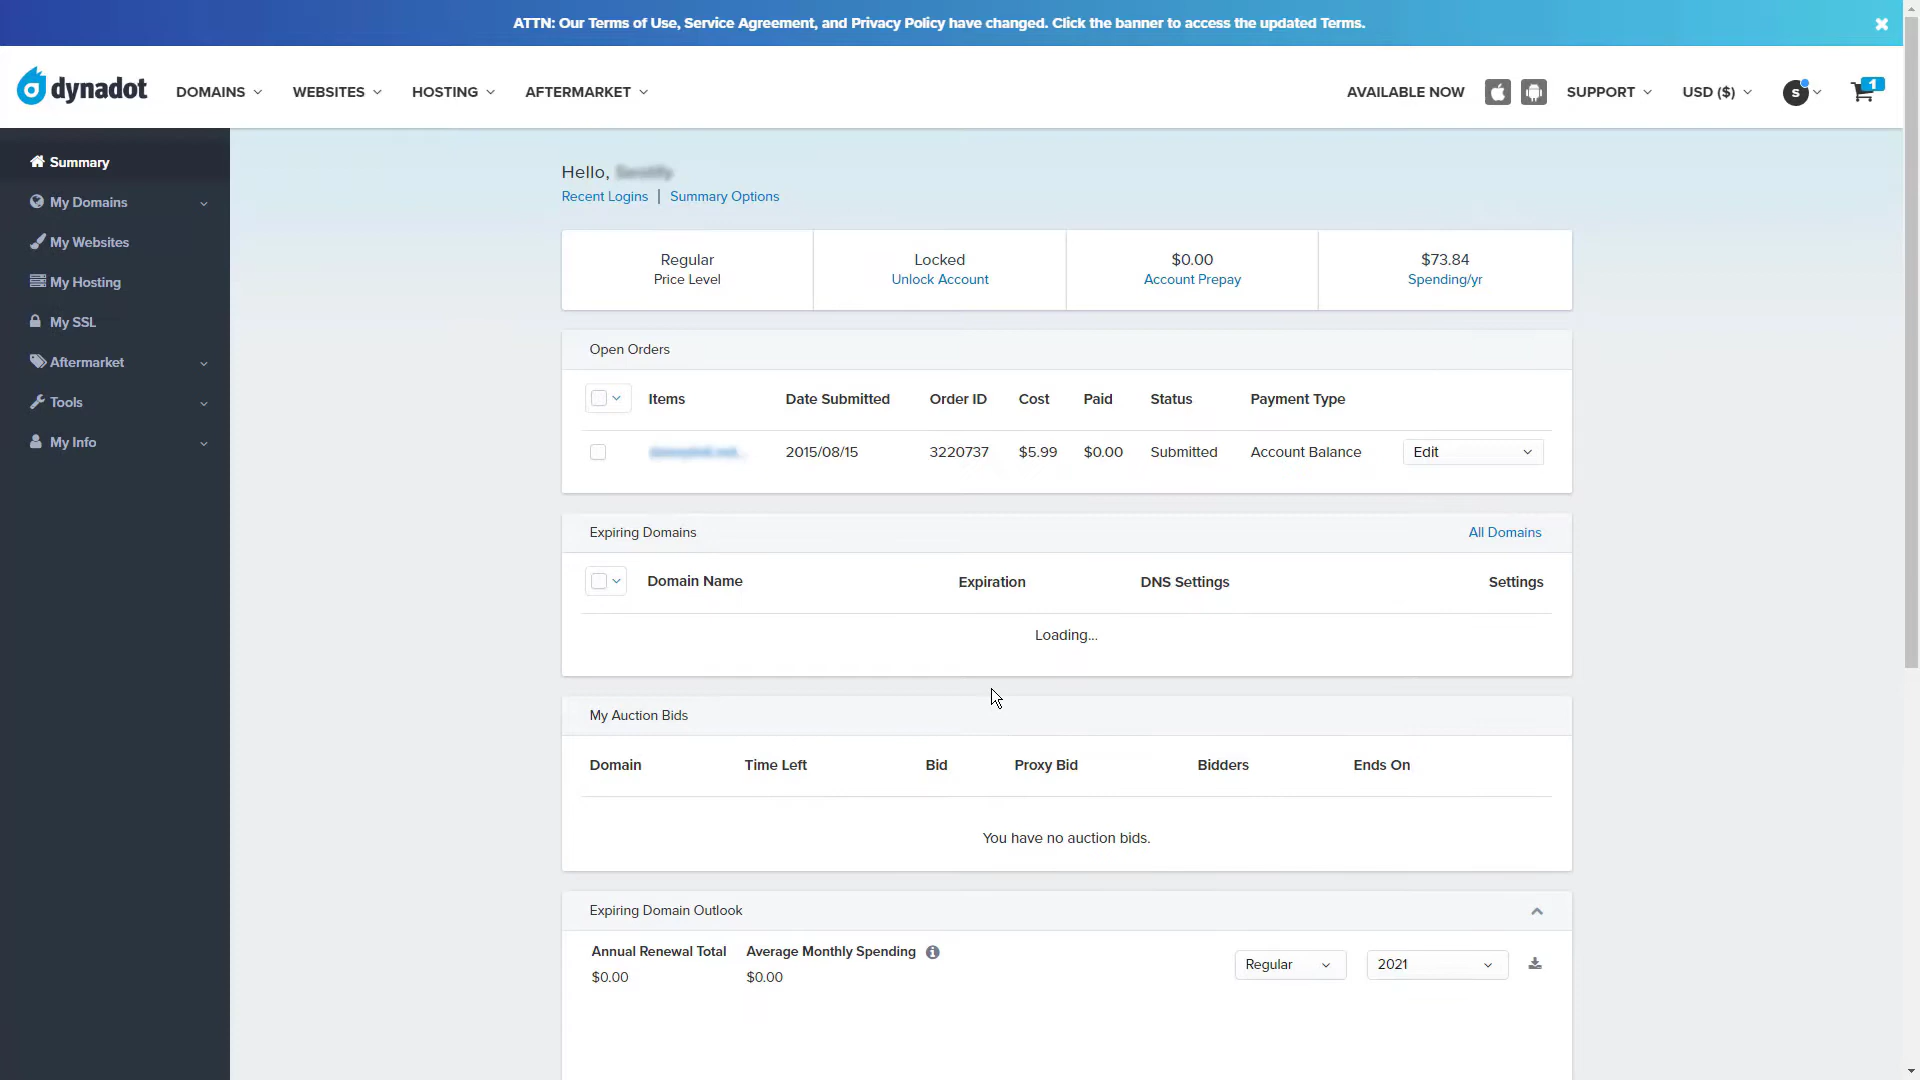 ATTN: Our Terms of Use, Service Agreement, and Privacy Policy have changed. Click the banner to access the updated Terms.
dynadot DOMAINS WEBSITES HOSTING AFTERMARKET AVAILABLE NOW SUPPORT USD ($) S 1
Summary
My Domains
My Websites
My Hosting
My SSL
Aftermarket
Tools
My Info
Hello,
Recent Logins | Summary Options
Regular Locked $0.00 $73.84
Price Level Unlock Account Account Prepay Spending/yr
Open Orders
Items Date Submitted Order ID Cost Paid Status Payment Type
2015/08/15 3220737 $5.99 $0.00 Submitted Account Balance Edit
Expiring Domains All Domains
Domain Name Expiration DNS Settings Settings
Loading...
My Auction Bids
Domain Time Left Bid Proxy Bid Bidders Ends On
You have no auction bids.
Expiring Domain Outlook
Annual Renewal Total Average Monthly Spending
$0.00 $0.00 Regular 2021